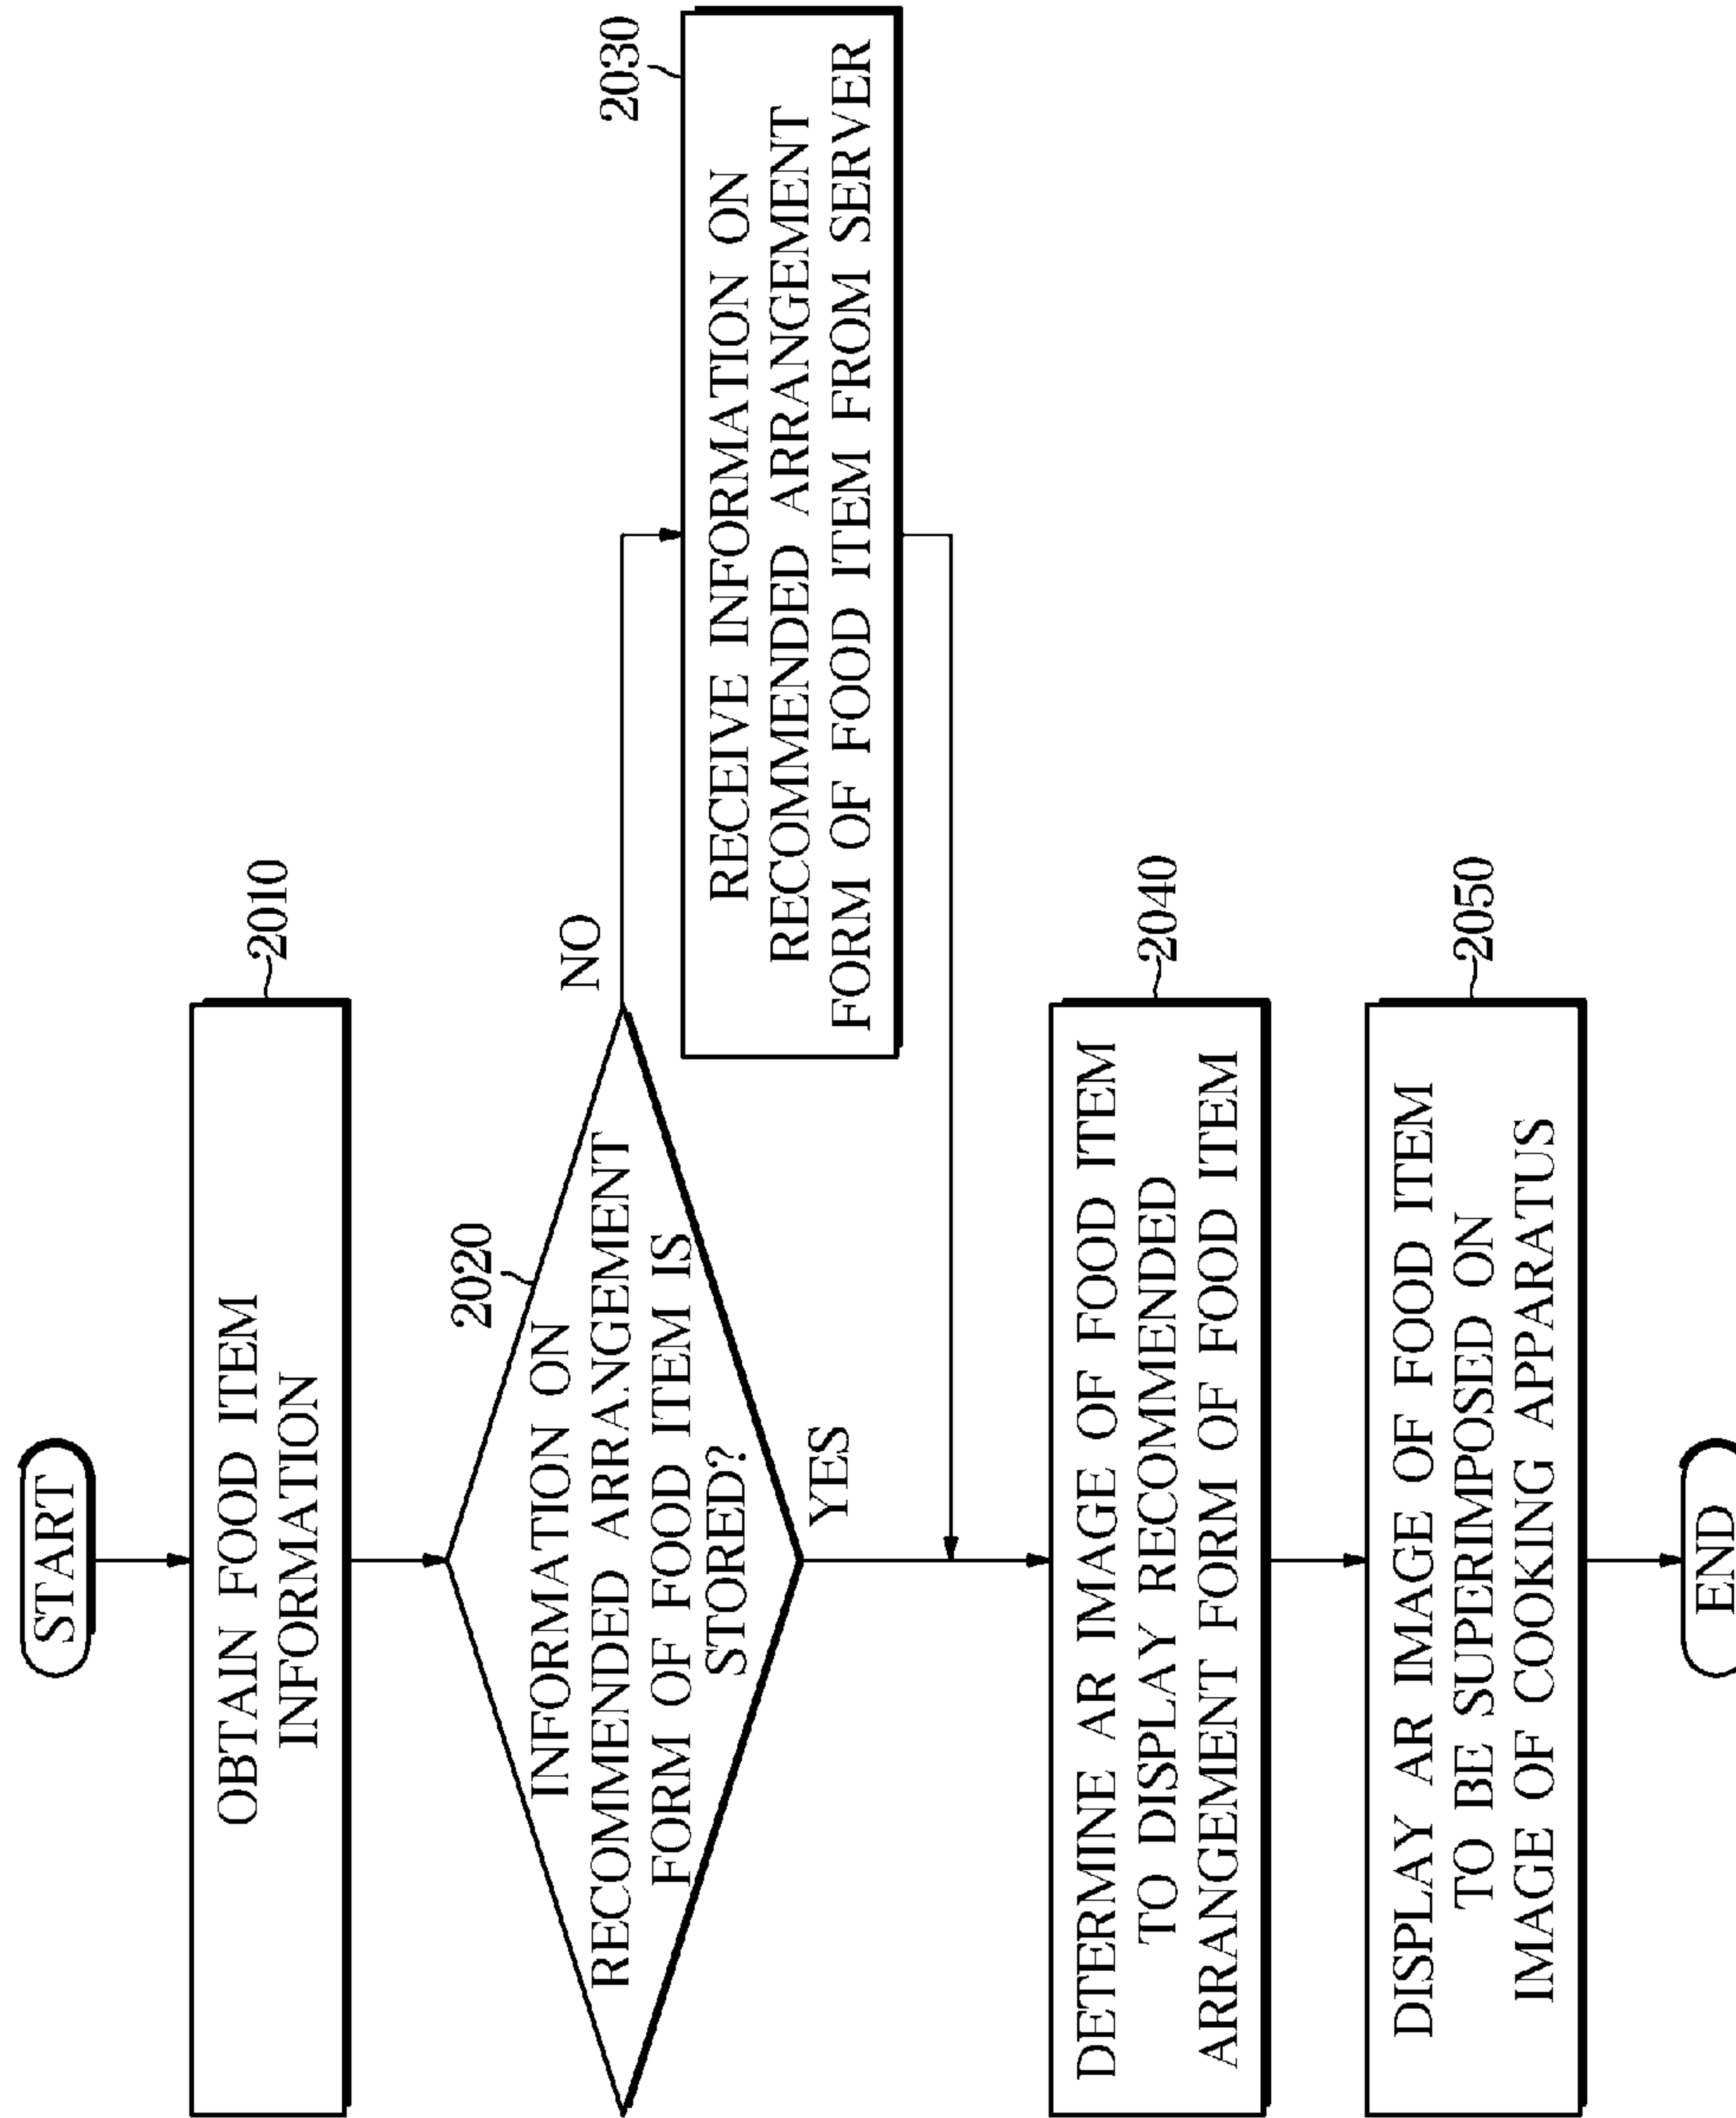 START
2010
OBTAIN FOOD ITEM
INFORMATION
2020
INFORMATION ON
RECOMMENDED ARRANGEMENT
FORM OF FOOD ITEM IS
STORED?
NO
YES
2030
RECEIVE INFORMATION ON
RECOMMENDED ARRANGEMENT
FORM OF FOOD ITEM FROM SERVER
2040
DETERMINE AR IMAGE OF FOOD ITEM
TO DISPLAY RECOMMENDED
ARRANGEMENT FORM OF FOOD ITEM
2050
DISPLAY AR IMAGE OF FOOD ITEM
TO BE SUPERIMPOSED ON
IMAGE OF COOKING APPARATUS
END